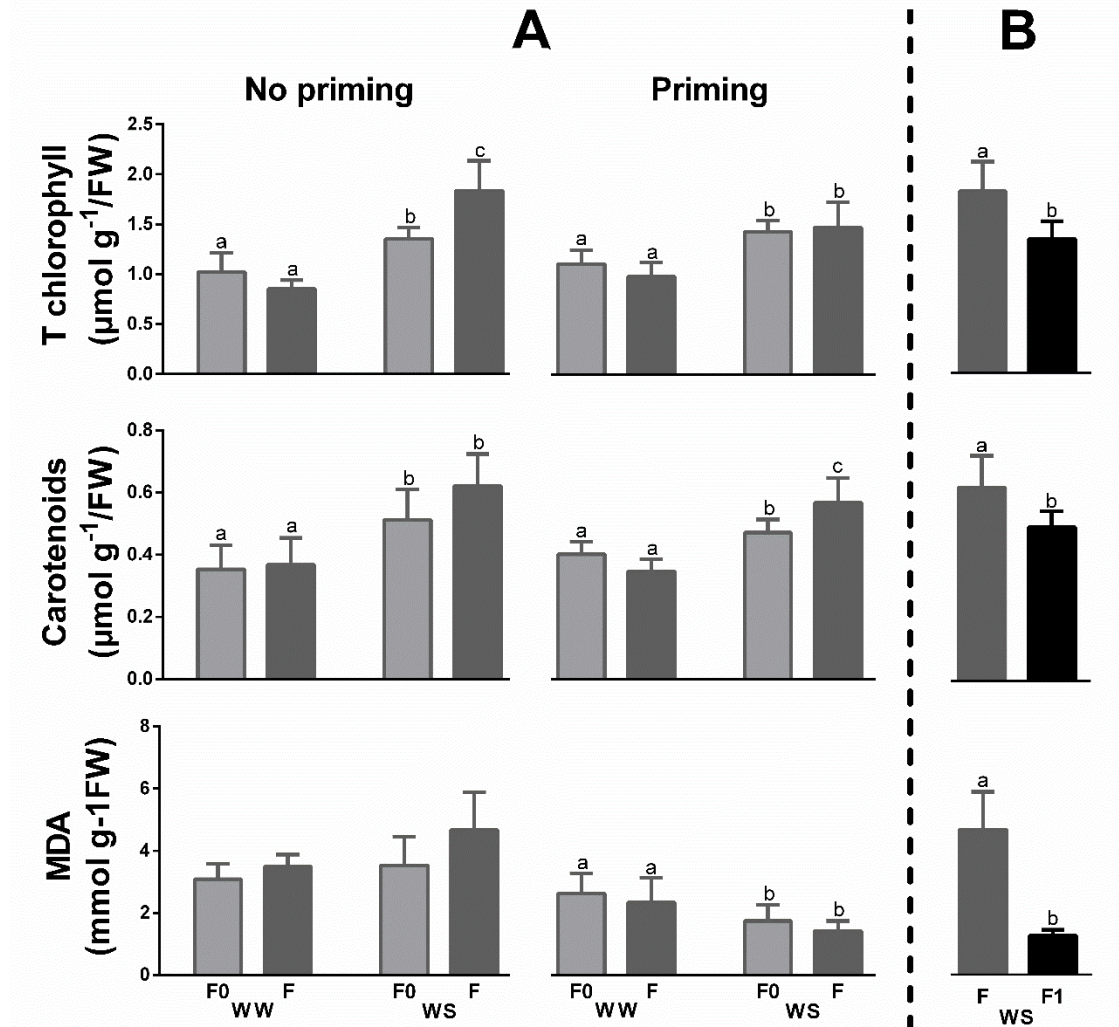 A
B
No priming
Priming
T chlorophyll
(µmol g⁻¹/FW)
2.5
2.0
1.5
1.0
0.5
0.0
a
a
b
c
a
a
b
b
a
b
Carotenoids
(µmol g⁻¹/FW)
0.8
0.6
0.4
0.2
0.0
a
a
b
b
a
a
b
c
a
b
MDA
(mmol g-1FW)
8
6
4
2
0
a
a
b
b
a
b
F0 F F0 F F0 F F0 F F F1
WW WS WW WS WS